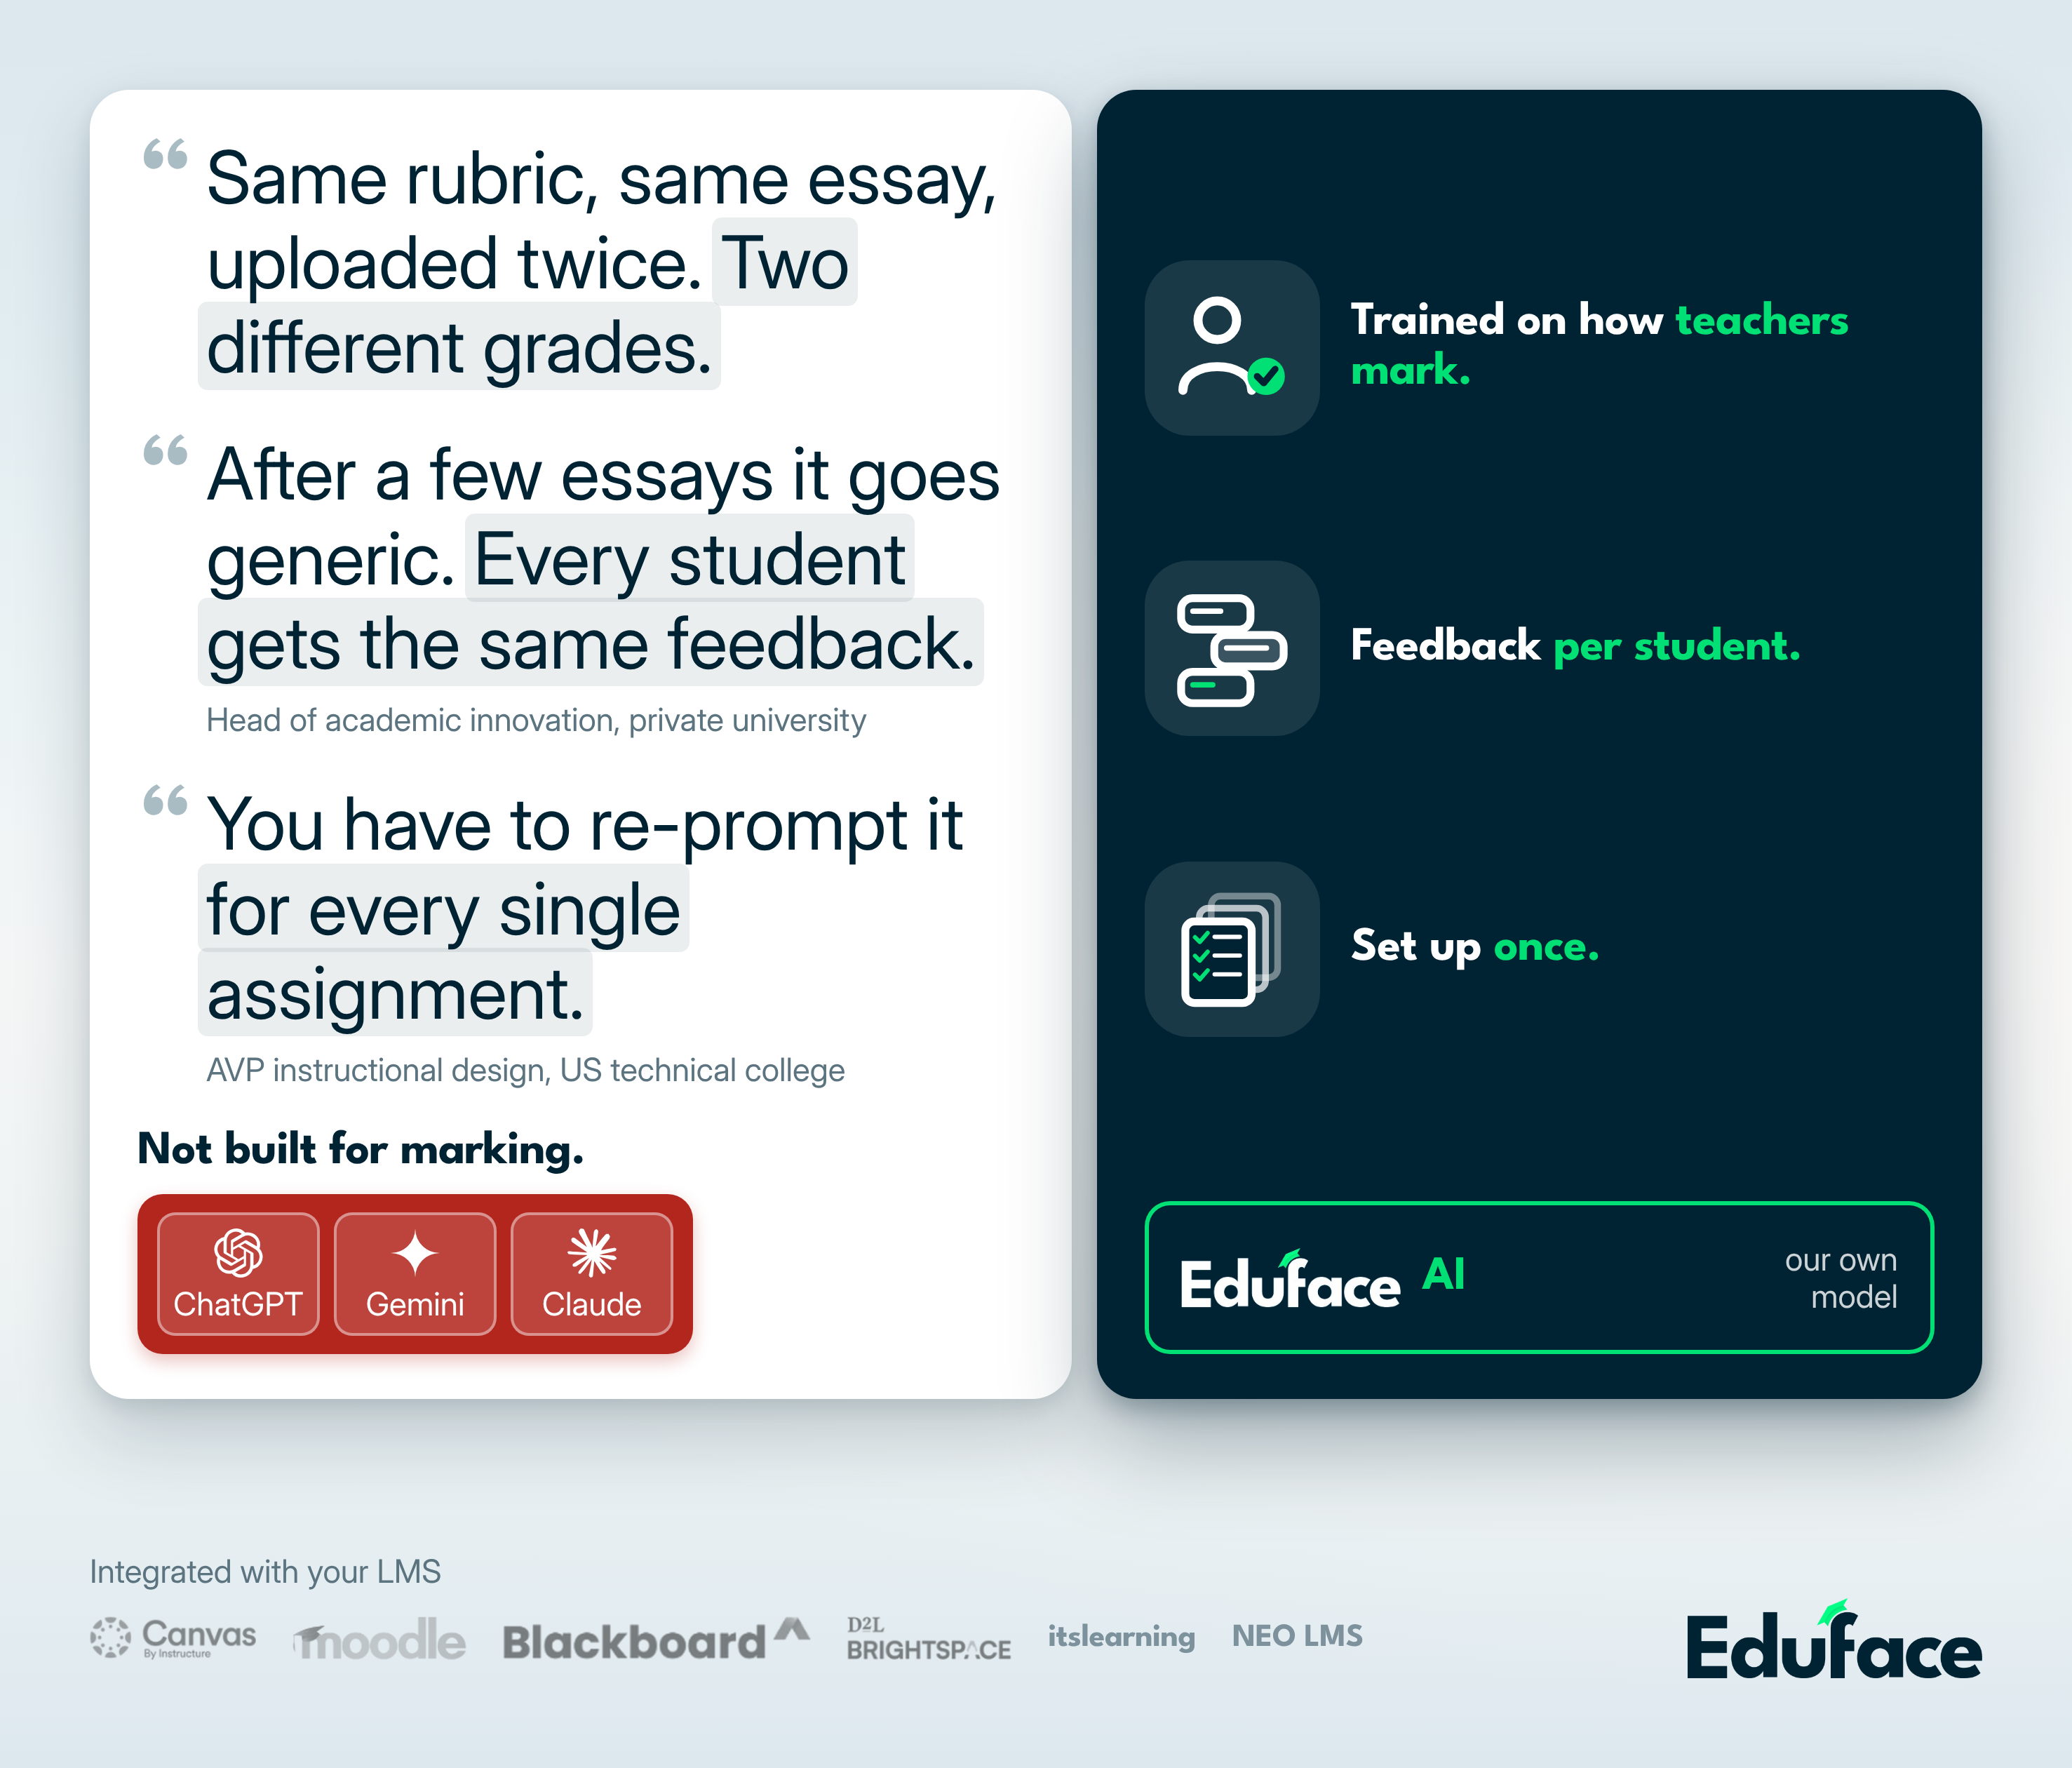 “ Same rubric, same essay,
uploaded twice. Two
different grades.
“ After a few essays it goes
generic. Every student
gets the same feedback.
Head of academic innovation, private university
“ You have to re-prompt it
for every single
assignment.
AVP instructional design, US technical college
Not built for marking.
ChatGPT
Gemini
Claude
Trained on how teachers
mark.
Feedback per student.
Set up once.
Eduface AI
our own
model
Integrated with your LMS
Canvas
By Instructure
moodle
Blackboard
D2L
BRIGHTSPACE
itslearning
NEO LMS
Eduface